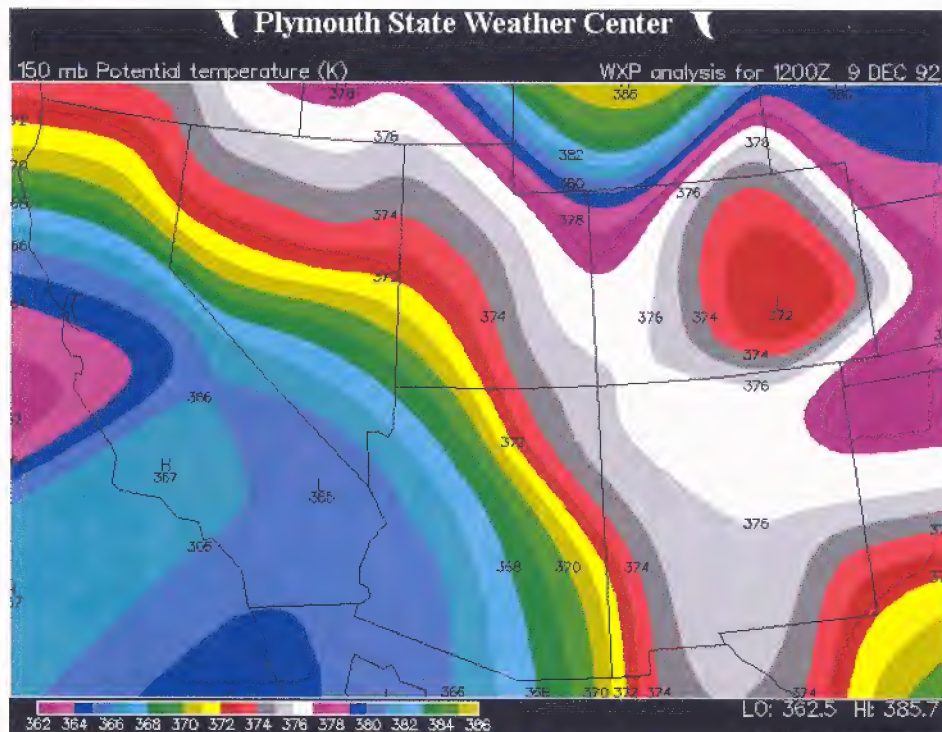 Plymouth State Weather Center
150 mb Potential temperature (K) WXP analysis for 1200Z 9 DEC 92
378 386
376 378
382
380 376
374 378
374 376 374 L 372
374
376
366
372
H 367
L 365
375
365
368 370 374
366 368 370 372 374 374
362 364 366 368 370 372 374 376 378 380 382 384 386
LO: 362.5 HI: 385.7